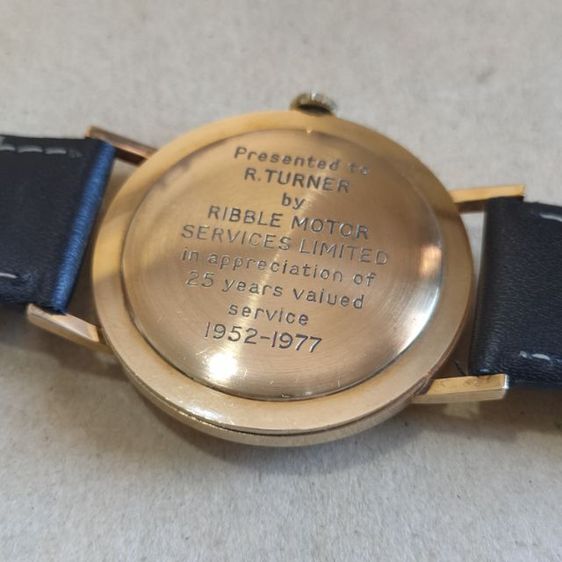 Presented to
R.TURNER
by
RIBBLE MOTOR
SERVICES LIMITED
in appreciation of
25 years valued
service
1952-1977